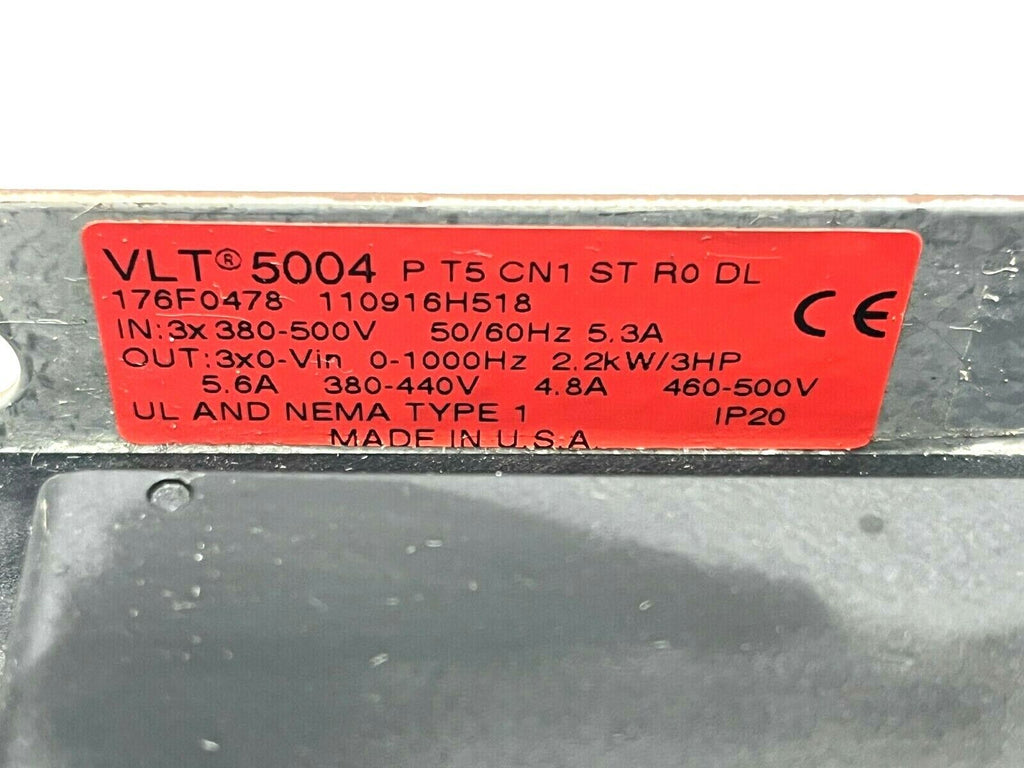 VLT® 5004 P T5 CN1 ST R0 DL
176F0478 110916H518
IN: 3x 380-500V 50/60Hz 5.3A
OUT: 3x0-Vin 0-1000Hz 2.2kW/3HP
5.6A 380-440V 4.8A 460-500V
UL AND NEMA TYPE 1 IP20
MADE IN U.S.A.
CE